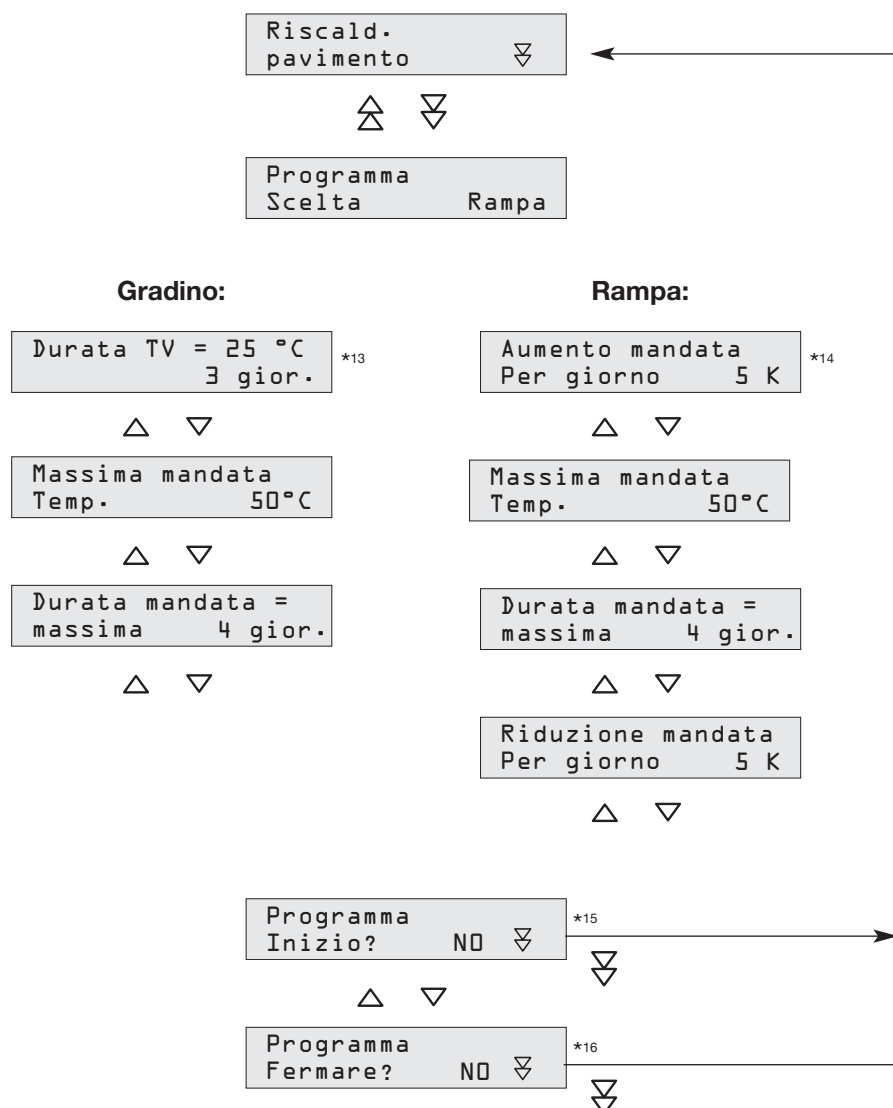 Riscald.
pavimento
Programma
Scelta Rampa
Gradino:
Durata TV = 25 °C
3 gior.
*13
Massima mandata
Temp. 50°C
Durata mandata =
massima 4 gior.
Rampa:
Aumento mandata
Per giorno 5 K
*14
Massima mandata
Temp. 50°C
Durata mandata =
massima 4 gior.
Riduzione mandata
Per giorno 5 K
Programma
Inizio? NO
*15
Programma
Fermare? NO
*16